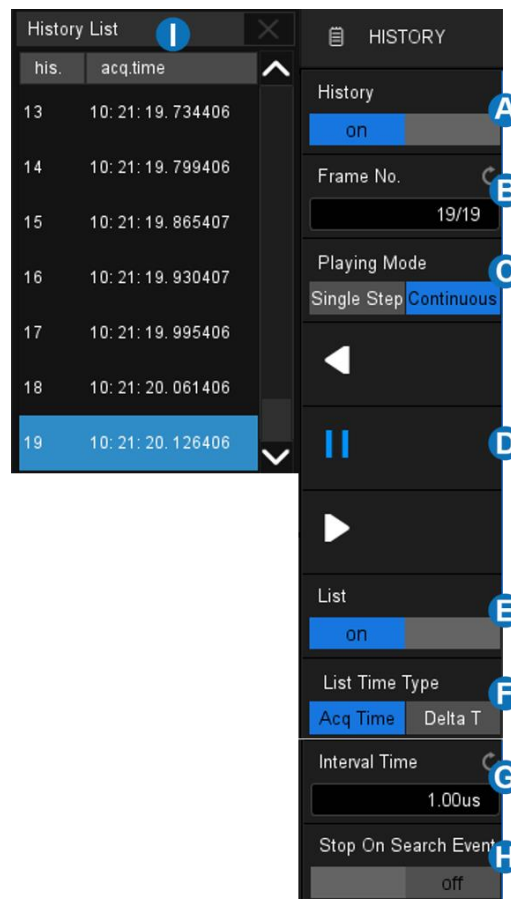 History List
I
his. acq.time
13 10: 21: 19. 734406
14 10: 21: 19. 799406
15 10: 21: 19. 865407
16 10: 21: 19. 930407
17 10: 21: 19. 995406
18 10: 21: 20. 061406
19 10: 21: 20. 126406
HISTORY
History
A
on
Frame No.
B
19/19
Playing Mode
C
Single Step Continuous
D
List
E
on
List Time Type
F
Acq Time Delta T
Interval Time
G
1.00us
Stop On Search Event
H
off